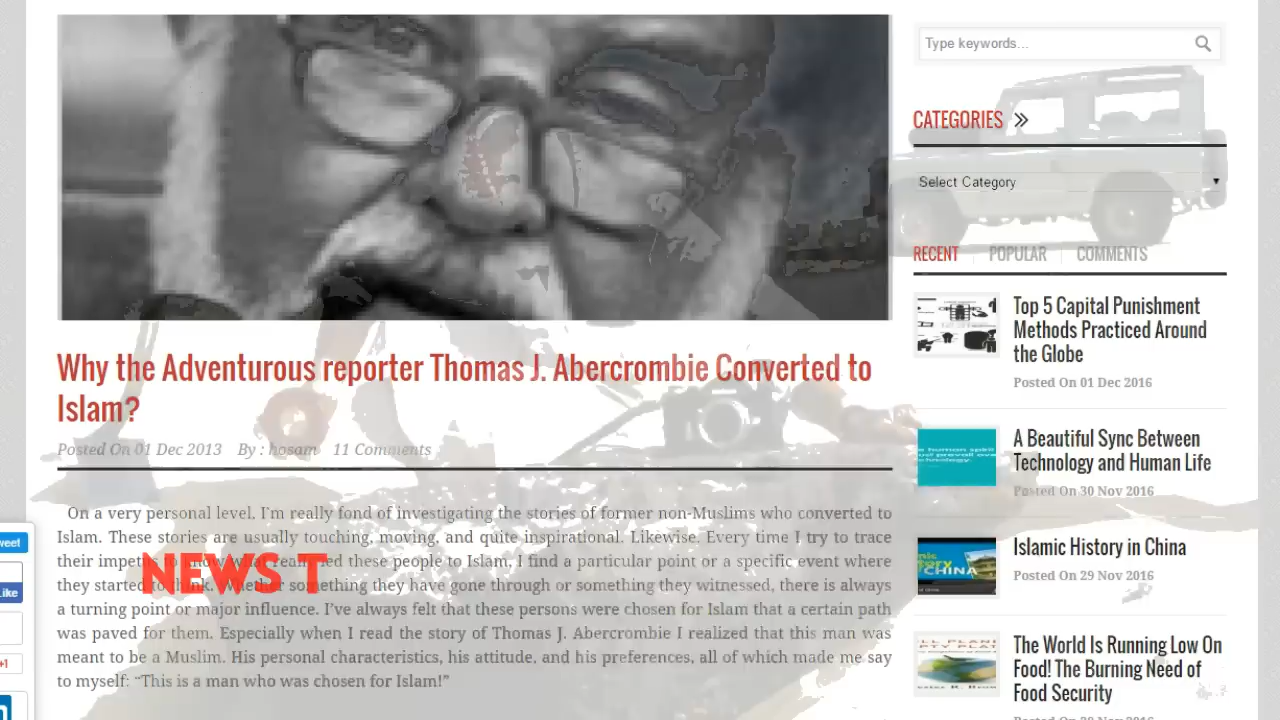 Type keywords...
CATEGORIES
Select Category
RECENT POPULAR COMMENTS
Top 5 Capital Punishment
Methods Practiced Around
the Globe
Posted On 01 Dec 2016
A Beautiful Sync Between
Technology and Human Life
Posted On 30 Nov 2016
Islamic History in China
Posted On 29 Nov 2016
The World Is Running Low On
Food! The Burning Need of
Food Security
Why the Adventurous reporter Thomas J. Abercrombie Converted to
Islam?
Posted On 01 Dec 2013 By : hosam 11 Comments
On a very personal level, I'm really fond of investigating the stories of former non-Muslims who converted to
Islam. These stories are usually touching, moving, and quite inspirational. Likewise, Every time I try to trace
their impetus to know what really led these people to Islam, I find a particular point or a specific event where
they started to think. Whether something they have gone through or something they witnessed, there is always
a turning point or major influence. I've always felt that these persons were chosen for Islam that a certain path
was paved for them. Especially when I read the story of Thomas J. Abercrombie I realized that this man was
meant to be a Muslim. His personal characteristics, his attitude, and his preferences, all of which made me say
to myself: “This is a man who was chosen for Islam!”
NEWS T
CHINA
weet
Like
+1